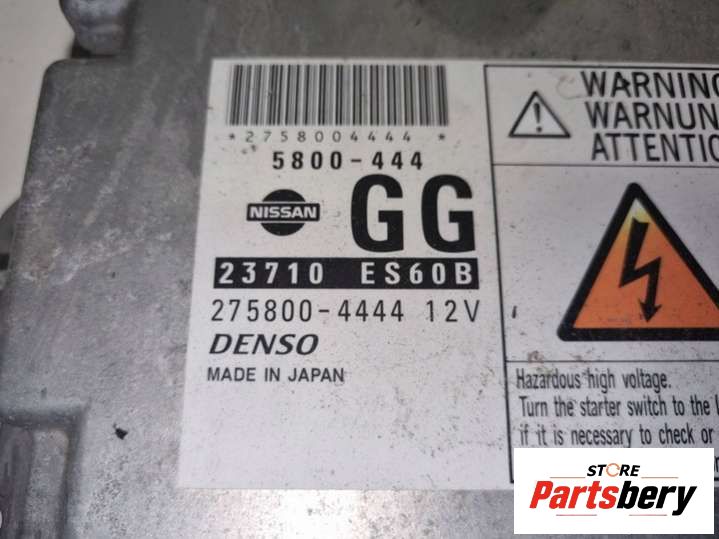 *2758004444*
5800-444
NISSAN
GG
23710 ES60B
275800-4444 12V
DENSO
MADE IN JAPAN
WARNING
WARNUN
ATTENTIO
Hazardous high voltage.
Turn the starter switch to the
if it is necessary to check or
STORE
Partsbery